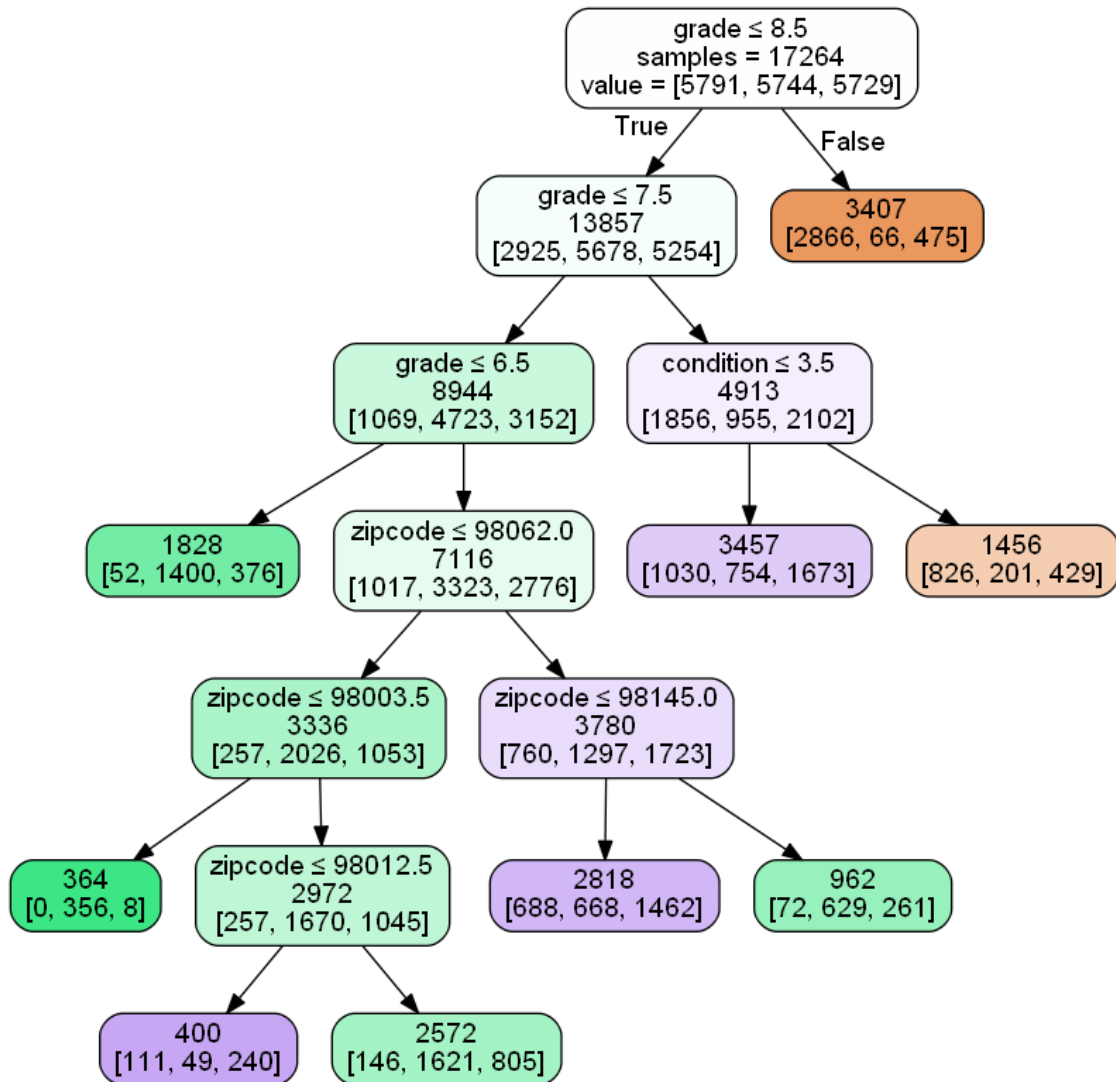 grade ≤ 8.5
samples = 17264
value = [5791, 5744, 5729]
True
False
grade ≤ 7.5
13857
[2925, 5678, 5254]
3407
[2866, 66, 475]
grade ≤ 6.5
8944
[1069, 4723, 3152]
condition ≤ 3.5
4913
[1856, 955, 2102]
1828
[52, 1400, 376]
zipcode ≤ 98062.0
7116
[1017, 3323, 2776]
3457
[1030, 754, 1673]
1456
[826, 201, 429]
zipcode ≤ 98003.5
3336
[257, 2026, 1053]
zipcode ≤ 98145.0
3780
[760, 1297, 1723]
364
[0, 356, 8]
zipcode ≤ 98012.5
2972
[257, 1670, 1045]
2818
[688, 668, 1462]
962
[72, 629, 261]
400
[111, 49, 240]
2572
[146, 1621, 805]